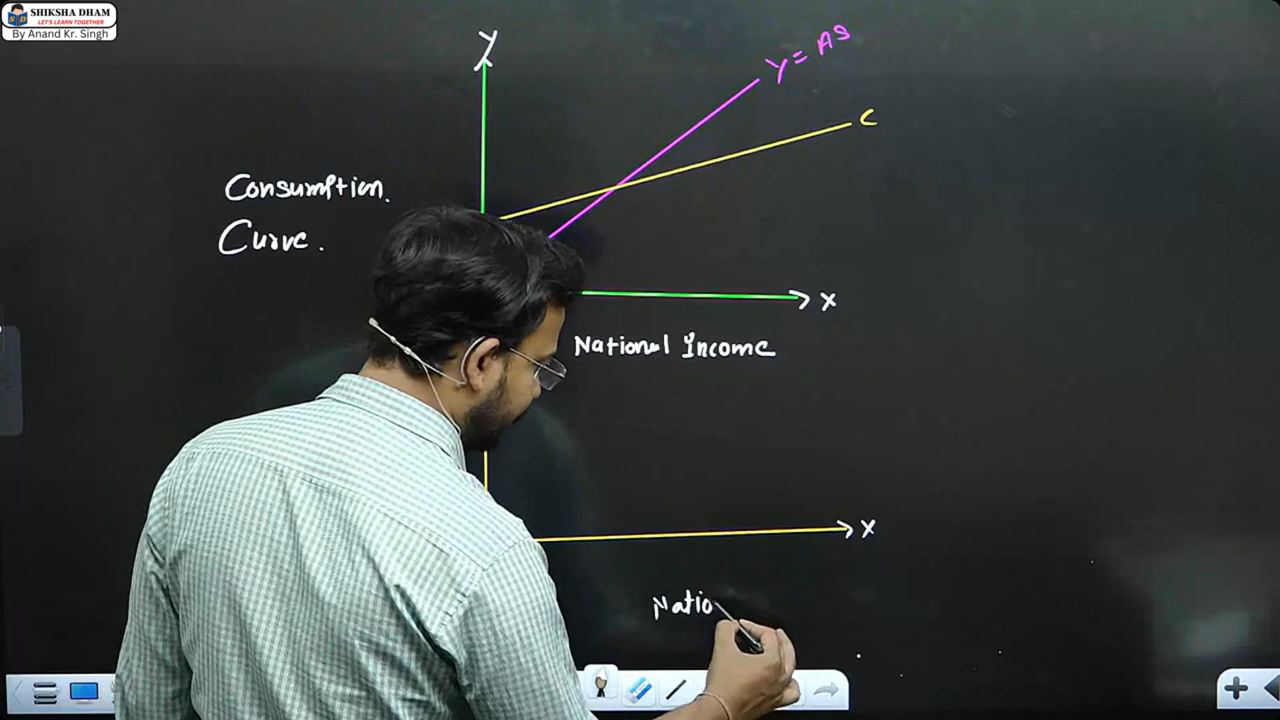 SHIKSHA DHAM
LET'S LEARN TOGETHER
By Anand Kr. Singh
y
Y = AS
C
Consumption.
Curve.
x
National Income
x
Natio